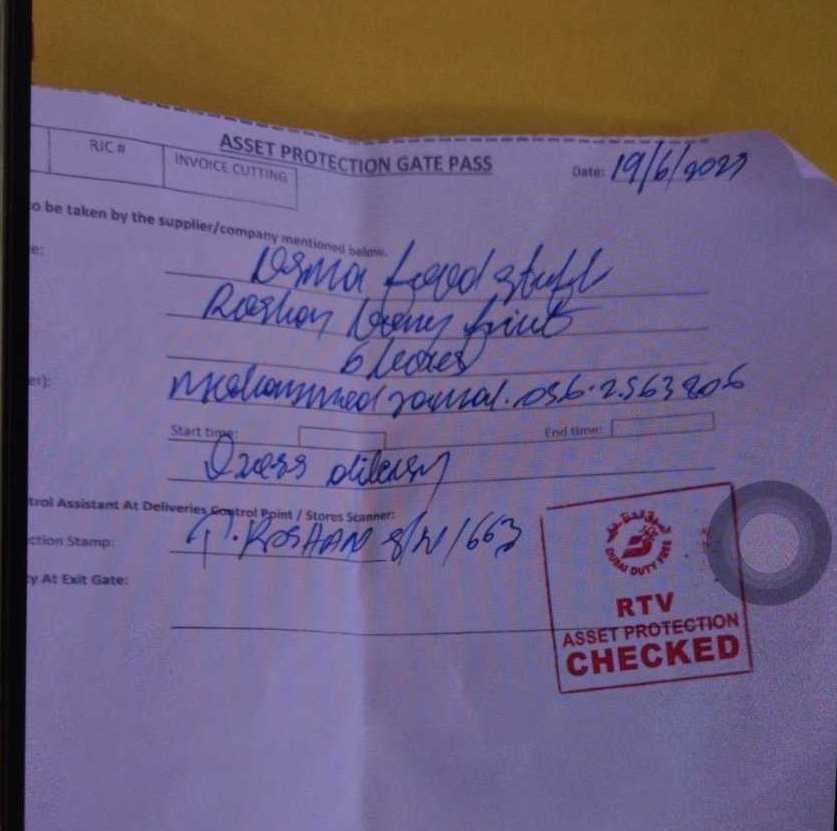 RIC #
INVOICE CUTTING
ASSET PROTECTION GATE PASS
Date: 19/6/2023
o be taken by the supplier/company mentioned below.
e:
food stuff
Roshan
6 boxes
er): Mohammed 056.2563806
Start time:
End time:
trol Assistant At Deliveries Control Point / Stores Scanner:
ction Stamp: T. ROSHAN S/N/663
y At Exit Gate:
DUBAI DUTY FREE
RTV
ASSET PROTECTION
CHECKED